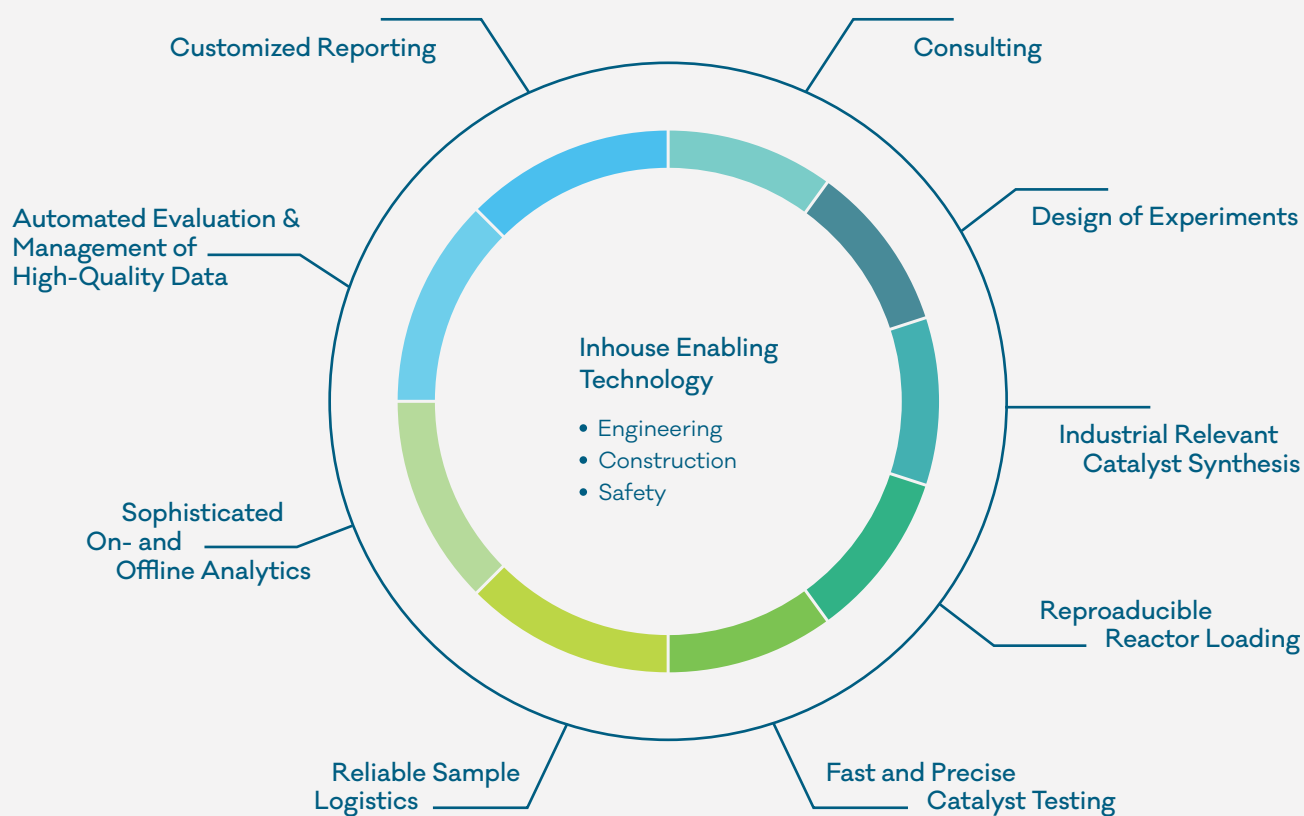 Customized Reporting
Consulting
Automated Evaluation &
Management of
High-Quality Data
Design of Experiments
Inhouse Enabling
Technology
• Engineering
• Construction
• Safety
Industrial Relevant
Catalyst Synthesis
Sophisticated
On- and
Offline Analytics
Reproaducible
Reactor Loading
Reliable Sample
Logistics
Fast and Precise
Catalyst Testing